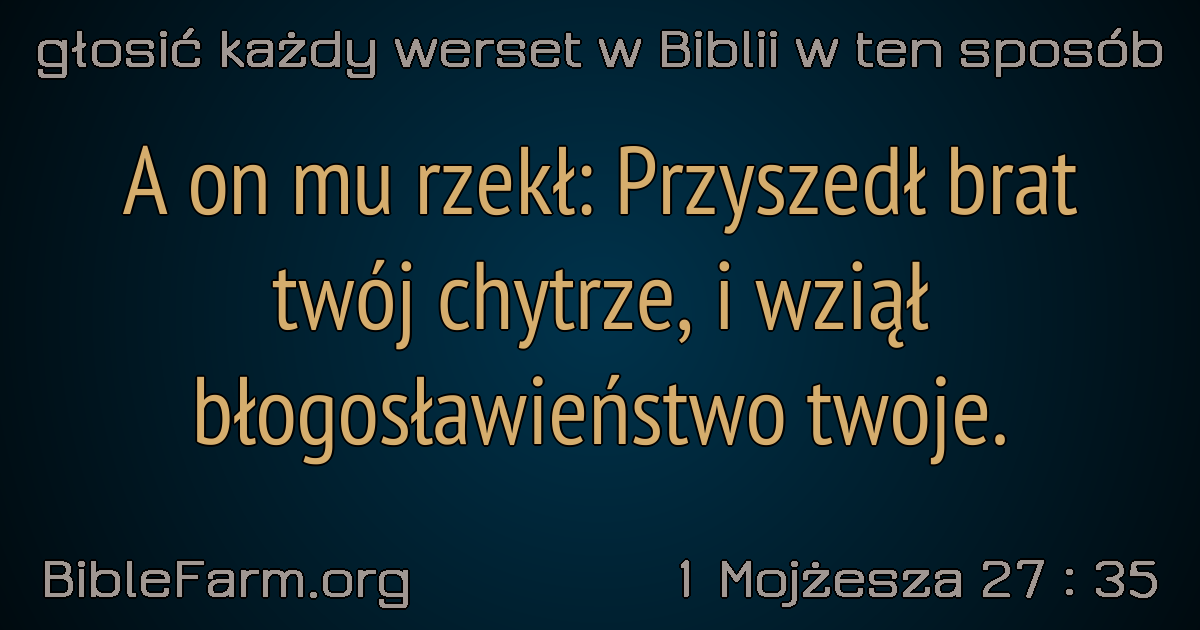 głosić każdy werset w Biblii w ten sposób
A on mu rzekł: Przyszedł brat
twój chytrze, i wziął
błogosławieństwo twoje.
BibleFarm.org
1 Mojżesza 27 : 35